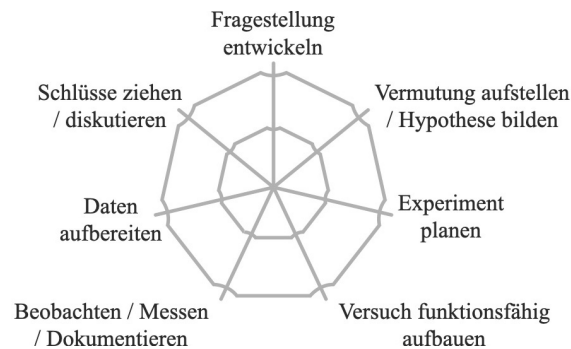 Fragestellung
entwickeln
Vermutung aufstellen
/ Hypothese bilden
Experiment
planen
Versuch funktionsfähig
aufbauen
Beobachten / Messen
/ Dokumentieren
Daten
aufbereiten
Schlüsse ziehen
/ diskutieren